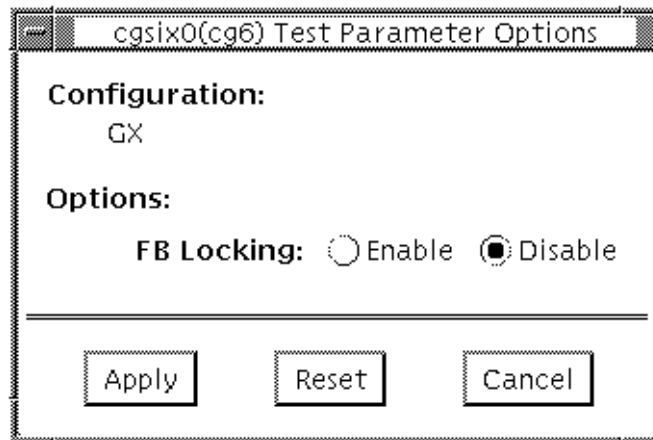 cgsix0(cg6) Test Parameter Options
Configuration:
GX
Options:
FB Locking: Enable Disable
Apply Reset Cancel